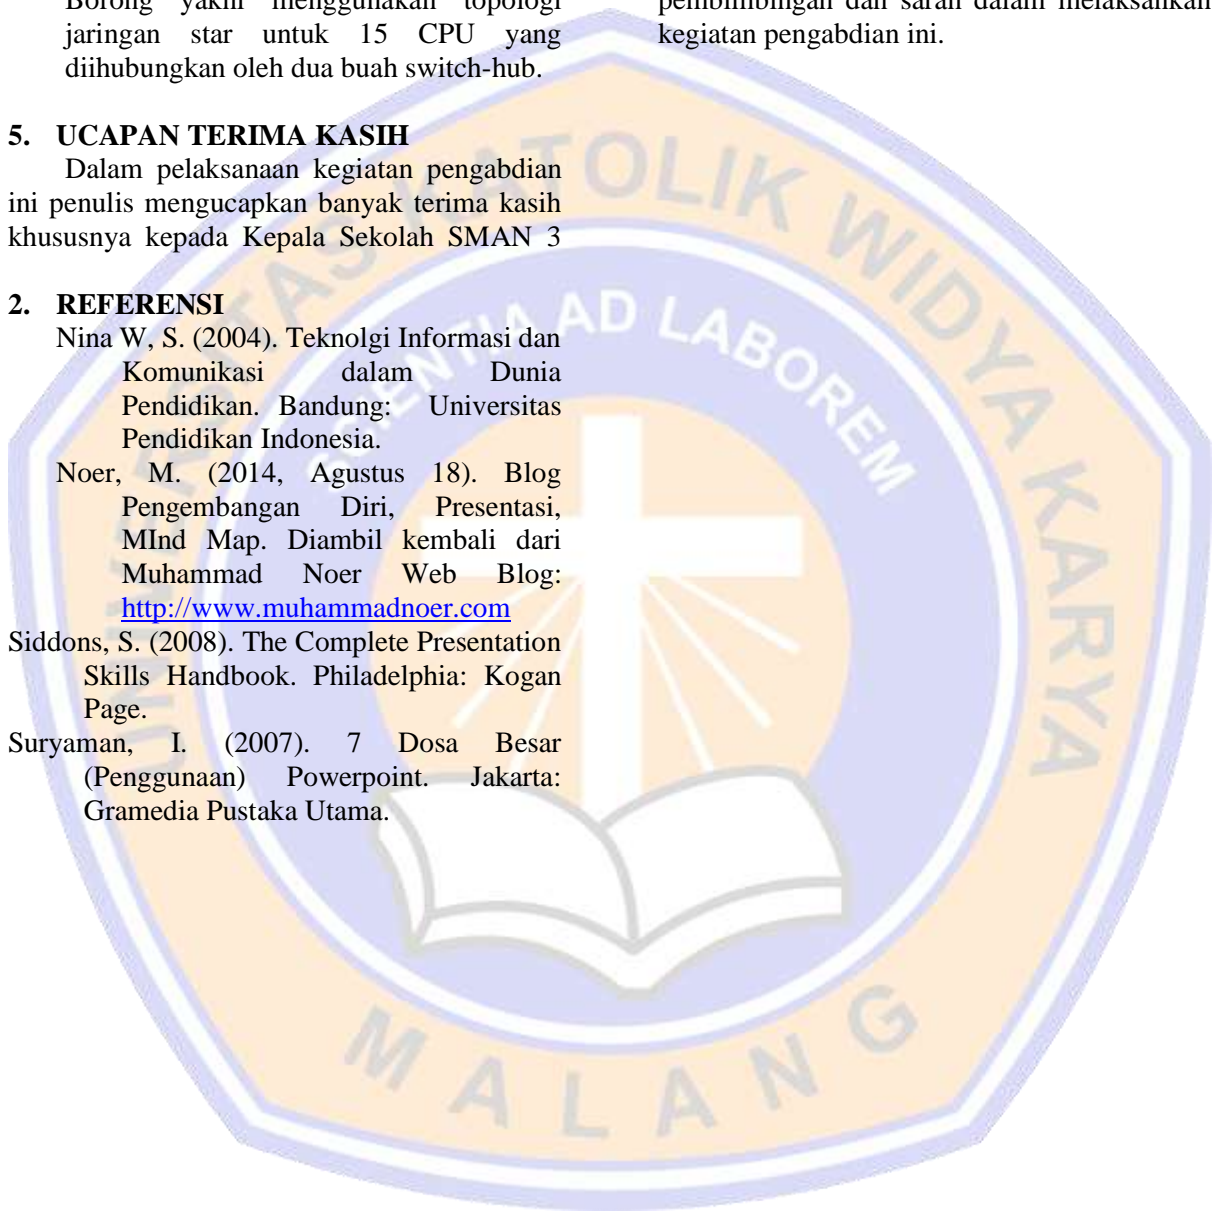 Borong yakni menggunakan topologi
jaringan star untuk 15 CPU yang
diihubungkan oleh dua buah switch-hub.
5. UCAPAN TERIMA KASIH
Dalam pelaksanaan kegiatan pengabdian
ini penulis mengucapkan banyak terima kasih
khususnya kepada Kepala Sekolah SMAN 3
2. REFERENSI
Nina W, S. (2004). Teknolgi Informasi dan
Komunikasi dalam Dunia
Pendidikan. Bandung: Universitas
Pendidikan Indonesia.
Noer, M. (2014, Agustus 18). Blog
Pengembangan Diri, Presentasi,
MInd Map. Diambil kembali dari
Muhammad Noer Web Blog:
http://www.muhammadnoer.com
Siddons, S. (2008). The Complete Presentation
Skills Handbook. Philadelphia: Kogan
Page.
Suryaman, I. (2007). 7 Dosa Besar
(Penggunaan) Powerpoint. Jakarta:
Gramedia Pustaka Utama.
pembimbingan dan saran dalam melaksankan
kegiatan pengabdian ini.
UNIVERSITAS KATOLIK WIDYA KARYA
SCIENTIA AD LABOREM
MALANG